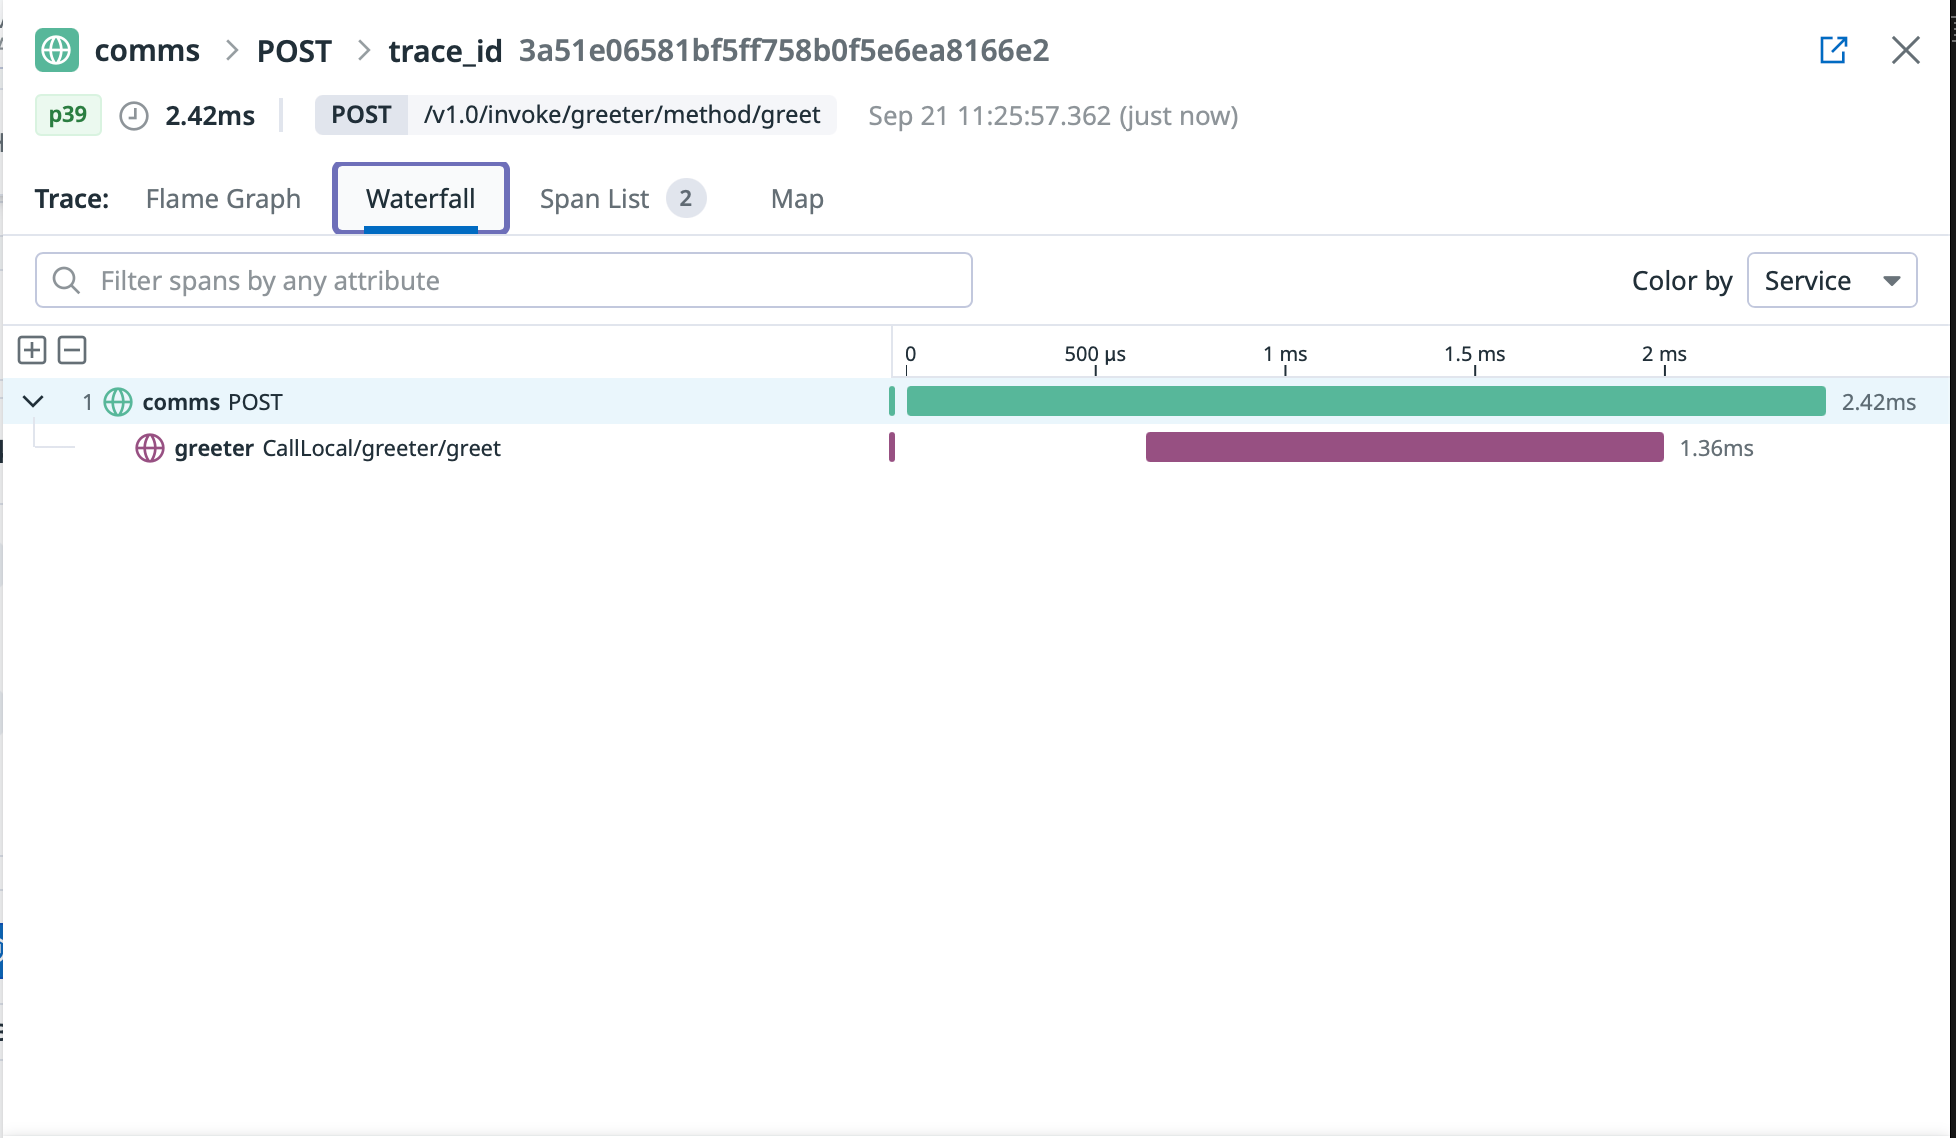 comms > POST > trace_id 3a51e06581bf5ff758b0f5e6ea8166e2
p39 2.42ms POST /v1.0/invoke/greeter/method/greet Sep 21 11:25:57.362 (just now)
Trace: Flame Graph Waterfall Span List 2 Map
Filter spans by any attribute Color by Service
0 500 µs 1 ms 1.5 ms 2 ms
1 comms POST 2.42ms
greeter CallLocal/greeter/greet 1.36ms